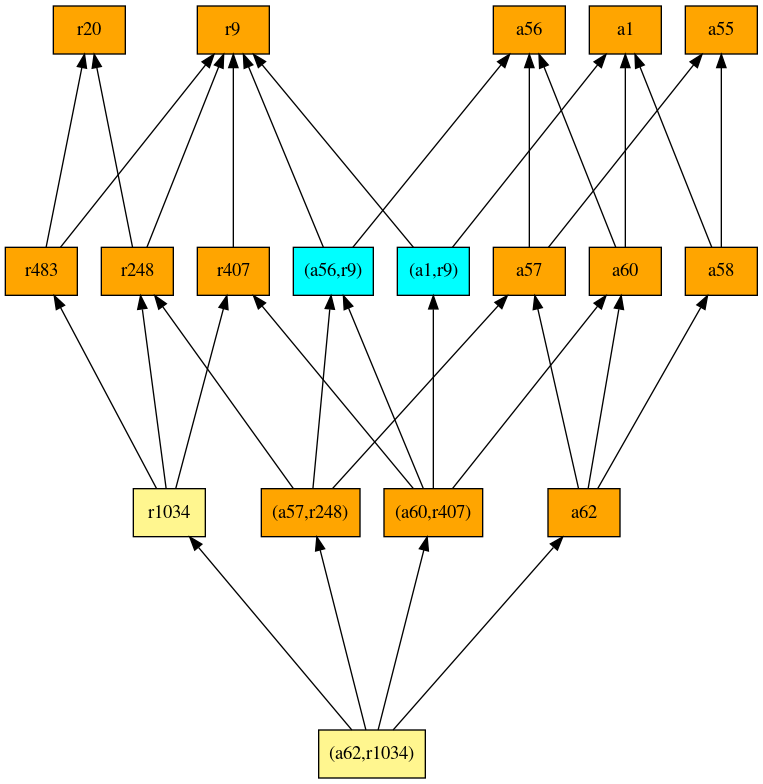 r20
r9
a56
a1
a55
r483
r248
r407
(a56,r9)
(a1,r9)
a57
a60
a58
r1034
(a57,r248)
(a60,r407)
a62
(a62,r1034)